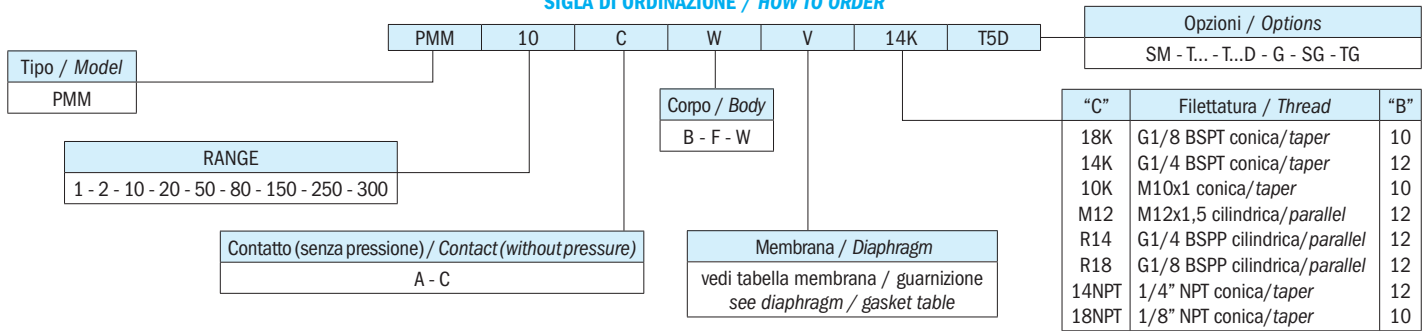 SIGLA DI ORDINAZIONE / HOW TO ORDER
PMM 10 C W V 14K T5D
Opzioni / Options
SM - T... - T...D - G - SG - TG
Tipo / Model
PMM
Corpo / Body
B - F - W
RANGE
1 - 2 - 10 - 20 - 50 - 80 - 150 - 250 - 300
Contatto (senza pressione) / Contact (without pressure)
A - C
Membrana / Diaphragm
vedi tabella membrana / guarnizione
see diaphragm / gasket table
“C” Filettatura / Thread “B”
18K G1/8 BSPT conica/taper 10
14K G1/4 BSPT conica/taper 12
10K M10x1 conica/taper 10
M12 M12x1,5 cilindrica/parallel 12
R14 G1/4 BSPP cilindrica/parallel 12
R18 G1/8 BSPP cilindrica/parallel 12
14NPT 1/4” NPT conica/taper 12
18NPT 1/8” NPT conica/taper 10